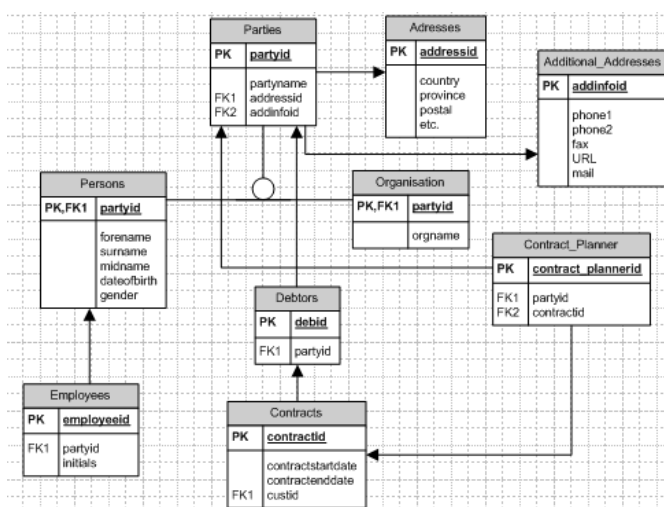 Parties
PK partyid
partyname
FK1 addressid
FK2 addinfoid
Adresses
PK addressid
country
province
postal
etc.
Additional_Addresses
PK addinfoid
phone1
phone2
fax
URL
mail
Persons
PK,FK1 partyid
forename
surname
midname
dateofbirth
gender
Organisation
PK,FK1 partyid
orgname
Contract_Planner
PK contract_plannerid
FK1 partyid
FK2 contractid
Debtors
PK debid
FK1 partyid
Employees
PK employeeid
FK1 partyid
initials
Contracts
PK contractid
contractstartdate
contractenddate
FK1 custid